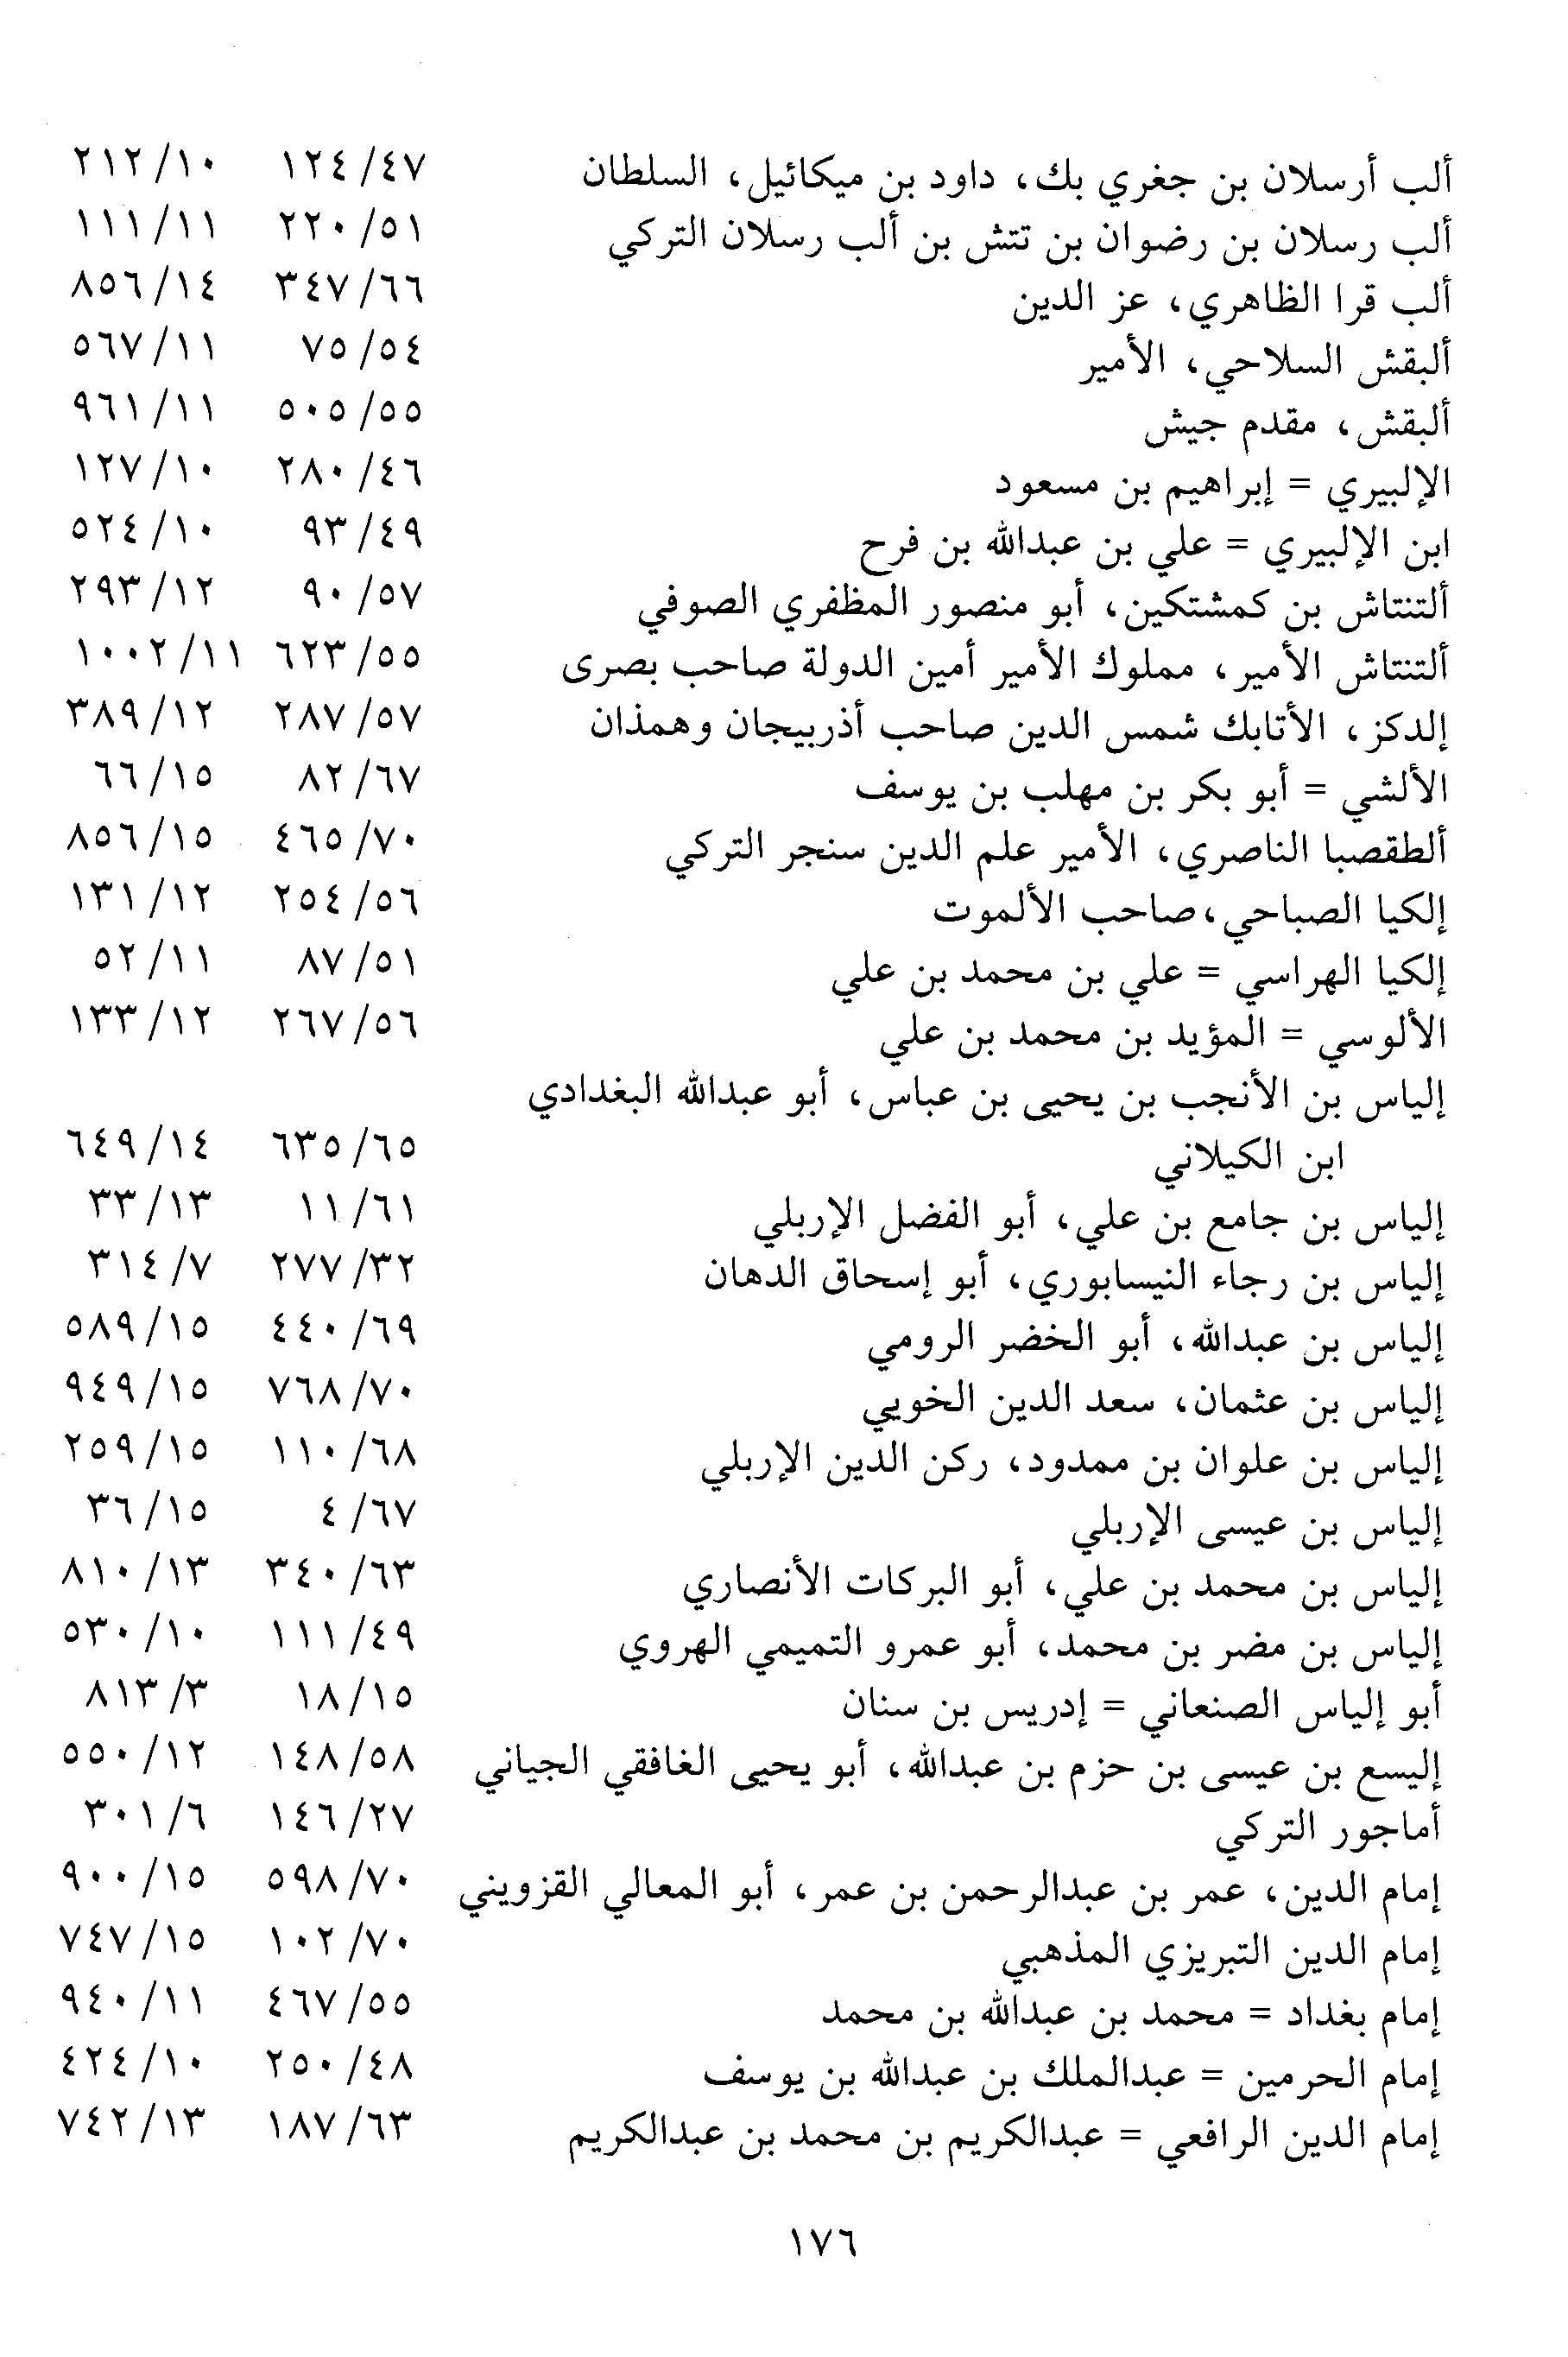 ألب أرسلان بن جغري بك، داود بن ميكائيل، السلطان ٤٧/ ١٢٤ ١٠/ ٢١٢
ألب رسلان بن رضوان بن تتش بن ألب رسلان التركي ٥١/ ٢٢٠ ١١/ ١١١
ألب قرا الظاهري، عز الدين ٦٦/ ٣٤٧ ١٤/ ٨٥٦
ألبقش السلاحي، الأمير ٥٤/ ٧٥ ١١/ ٥٦٧
ألبقش، مقدم جيش ٥٥/ ٥٠٥ ١١/ ٩٦١
الإلبيري = إبراهيم بن مسعود ٤٦/ ٢٨٠ ١٠/ ١٢٧
ابن الإلبيري = علي بن عبدالله بن فرح ٤٩/ ٩٣ ١٠/ ٥٢٤
ألتنتاش بن كمشتكين، أبو منصور المظفري الصوفي ٥٧/ ٩٠ ١٢/ ٢٩٣
ألتنتاش الأمير، مملوك الأمير أمين الدولة صاحب بصرى ٥٥/ ٦٢٣ ١١/ ١٠٠٢
إلدكز، الأتابك شمس الدين صاحب أذربيجان وهمذان ٥٧/ ٢٨٧ ١٢/ ٣٨٩
الألشي = أبو بكر بن مهلب بن يوسف ٦٧/ ٨٢ ١٥/ ٦٦
ألطقصبا الناصري، الأمير علم الدين سنجر التركي ٧٠/ ٤٦٥ ١٥/ ٨٥٦
إلكيا الصباحي،صاحب الألموت ٥٦/ ٢٥٤ ١٢/ ١٣١
إلكيا الهراسي = علي بن محمد بن علي ٥١/ ٨٧ ١١/ ٥٢
الألوسي = المؤيد بن محمد بن علي ٥٦/ ٢٦٧ ١٢/ ١٣٣
إلياس بن الأنجب بن يحيى بن عباس، أبو عبدالله البغدادي
ابن الكيلاني ٦٥/ ٦٣٥ ١٤/ ٦٤٩
إلياس بن جامع بن علي، أبو الفضل الإربلي ٦١/ ١١ ١٣/ ٣٣
إلياس بن رجاء النيسابوري، أبو إسحاق الدهان ٣٢/ ٢٧٧ ٧/ ٣١٤
إلياس بن عبدالله، أبو الخضر الرومي ٦٩/ ٤٤٠ ١٥/ ٥٨٩
إلياس بن عثمان، سعد الدين الخويي ٧٠/ ٧٦٨ ١٥/ ٩٤٩
إلياس بن علوان بن ممدود، ركن الدين الإربلي ٦٨/ ١١٠ ١٥/ ٢٥٩
إلياس بن عيسى الإربلي ٦٧/ ٤ ١٥/ ٣٦
إلياس بن محمد بن علي، أبو البركات الأنصاري ٦٣/ ٣٤٠ ١٣/ ٨١٠
إلياس بن مضر بن محمد، أبو عمرو التميمي الهروي ٤٩/ ١١١ ١٠/ ٥٣٠
أبو إلياس الصنعاني = إدريس بن سنان ١٥/ ١٨ ٣/ ٨١٣
إليسع بن عيسى بن حزم بن عبدالله، أبو يحيى الغافقي الجياني ٥٨/ ١٤٨ ١٢/ ٥٥٠
أماجور التركي ٢٧/ ١٤٦ ٦/ ٣٠١
إمام الدين، عمر بن عبدالرحمن بن عمر، أبو المعالي القزويني ٧٠/ ٥٩٨ ١٥/ ٩٠٠
إمام الدين التبريزي المذهبي ٧٠/ ١٠٢ ١٥/ ٧٤٧
إمام بغداد = محمد بن عبدالله بن محمد ٥٥/ ٤٦٧ ١١/ ٩٤٠
إمام الحرمين = عبدالملك بن عبدالله بن يوسف ٤٨/ ٢٥٠ ١٠/ ٤٢٤
إمام الدين الرافعي = عبدالكريم بن محمد بن عبدالكريم ٦٣/ ١٨٧ ١٣/ ٧٤٢
١٧٦